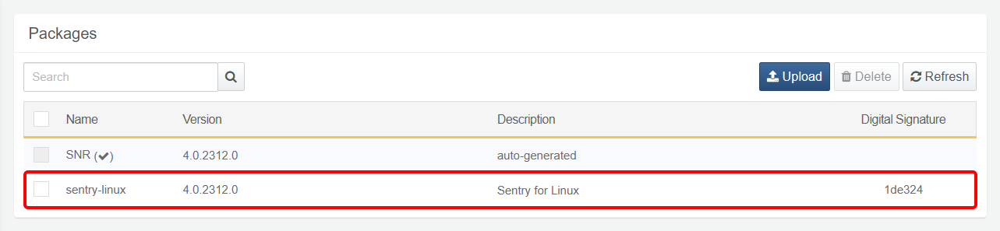 Packages
Search Upload Delete Refresh
Name Version Description Digital Signature
SNR (✔) 4.0.2312.0 auto-generated
sentry-linux 4.0.2312.0 Sentry for Linux 1de324